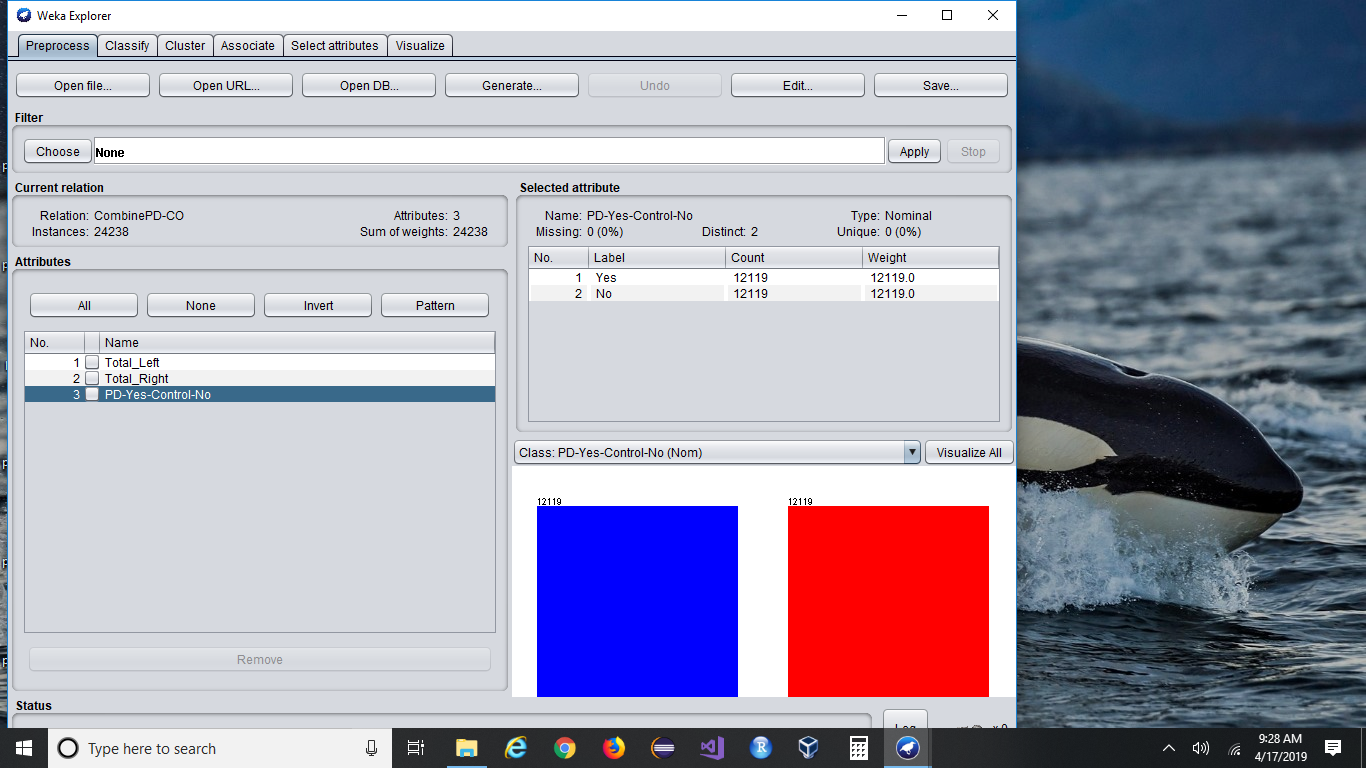 Weka Explorer
Preprocess Classify Cluster Associate Select attributes Visualize
Open file... Open URL... Open DB... Generate... Undo Edit... Save...
Filter
Choose None Apply Stop
Current relation
Relation: CombinePD-CO Attributes: 3
Instances: 24238 Sum of weights: 24238
Attributes
All None Invert Pattern
No. Name
1 Total_Left
2 Total_Right
3 PD-Yes-Control-No
Remove
Selected attribute
Name: PD-Yes-Control-No Type: Nominal
Missing: 0 (0%) Distinct: 2 Unique: 0 (0%)
No. Label Count Weight
1 Yes 12119 12119.0
2 No 12119 12119.0
Class: PD-Yes-Control-No (Nom) Visualize All
12119 12119
Status
Type here to search
9:28 AM
4/17/2019